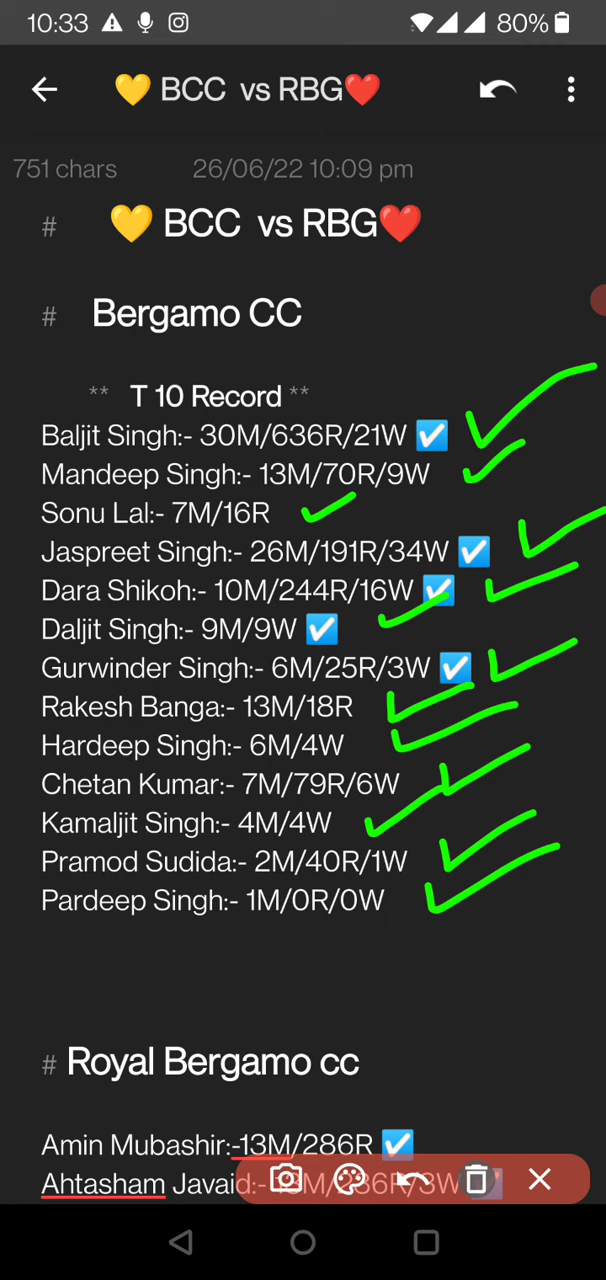 10:33 80%
💛 BCC vs RBG❤️
751 chars 26/06/22 10:09 pm
# 💛 BCC vs RBG❤️
# Bergamo CC
** T 10 Record **
Baljit Singh:- 30M/636R/21W ☑️
Mandeep Singh:- 13M/70R/9W
Sonu Lal:- 7M/16R
Jaspreet Singh:- 26M/191R/34W ☑️
Dara Shikoh:- 10M/244R/16W ☑️
Daljit Singh:- 9M/9W ☑️
Gurwinder Singh:- 6M/25R/3W ☑️
Rakesh Banga:- 13M/18R
Hardeep Singh:- 6M/4W
Chetan Kumar:- 7M/79R/6W
Kamaljit Singh:- 4M/4W
Pramod Sudida:- 2M/40R/1W
Pardeep Singh:- 1M/0R/0W
# Royal Bergamo cc
Amin Mubashir:-13M/286R ☑️
Ahtasham Javaid:-